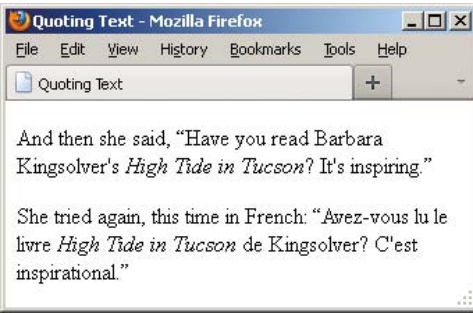 Quoting Text - Mozilla Firefox
File Edit View History Bookmarks Tools Help
Quoting Text
And then she said, “Have you read Barbara
Kingsolver's High Tide in Tucson? It's inspiring.”
She tried again, this time in French: “Avez-vous lu le
livre High Tide in Tucson de Kingsolver? C'est
inspirational.”